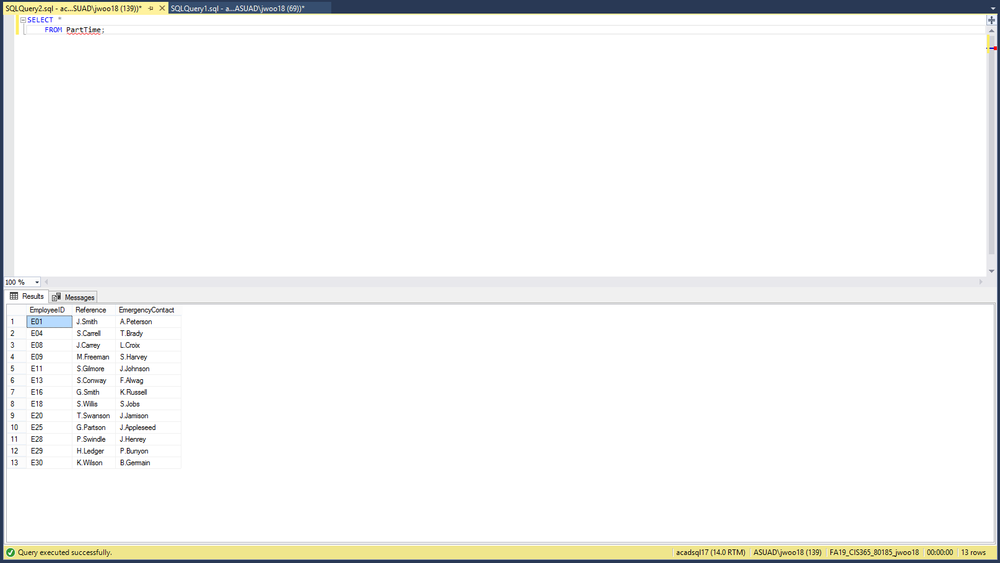 SQLQuery2.sql - ac...SUAD\jwoo18 (139))* SQLQuery1.sql - a...ASUAD\jwoo18 (69))*
SELECT *
FROM PartTime;
100 %
Results Messages
EmployeeID Reference EmergencyContact
1 E01 J.Smith A.Peterson
2 E04 S.Carrell T.Brady
3 E08 J.Carrey L.Croix
4 E09 M.Freeman S.Harvey
5 E11 S.Gilmore J.Johnson
6 E13 S.Conway F.Alwag
7 E16 G.Smith K.Russell
8 E18 S.Willis S.Jobs
9 E20 T.Swanson J.Jamison
10 E25 G.Partson J.Appleseed
11 E28 P.Swindle J.Henrey
12 E29 H.Ledger P.Bunyon
13 E30 K.Wilson B.Germain
Query executed successfully. acadsql17 (14.0 RTM) ASUAD\jwoo18 (139) FA19_CIS365_80185_jwoo18 00:00:00 13 rows